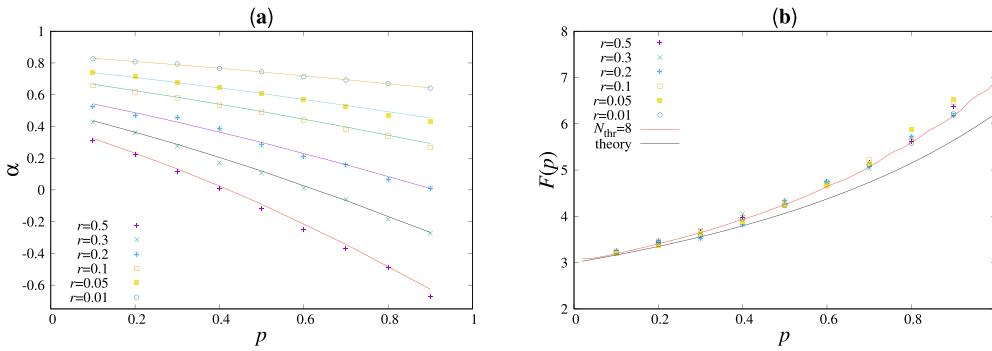 (a)
1
0.8
0.6
0.4
0.2
0
-0.2
-0.4
-0.6
α
r=0.5
r=0.3
r=0.2
r=0.1
r=0.05
r=0.01
0 0.2 0.4 0.6 0.8 1
p
(b)
8
7
6
5
4
3
2
F(p)
r=0.5
r=0.3
r=0.2
r=0.1
r=0.05
r=0.01
Nthr=8
theory
0 0.2 0.4 0.6 0.8 1
p